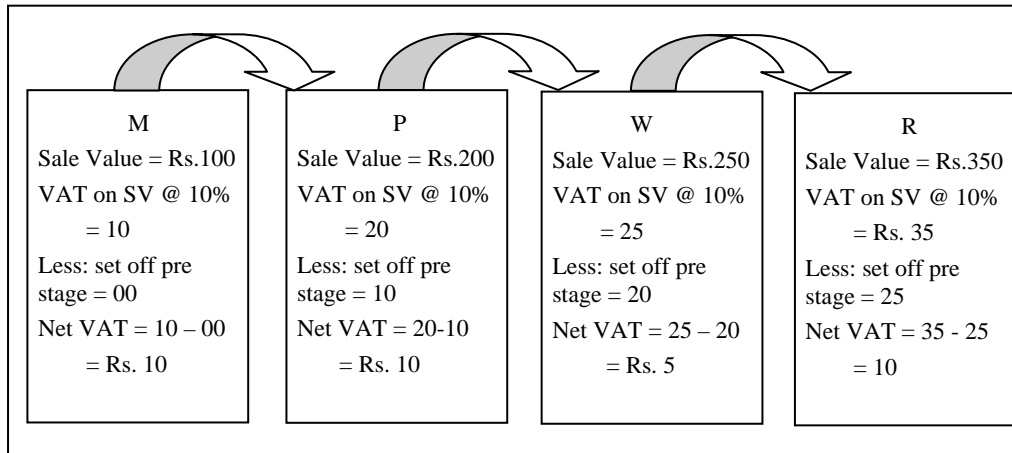 M
Sale Value = Rs.100
VAT on SV @ 10%
= 10
Less: set off pre
stage = 00
Net VAT = 10 – 00
= Rs. 10
P
Sale Value = Rs.200
VAT on SV @ 10%
= 20
Less: set off pre
stage = 10
Net VAT = 20-10
= Rs. 10
W
Sale Value = Rs.250
VAT on SV @ 10%
= 25
Less: set off pre
stage = 20
Net VAT = 25 – 20
= Rs. 5
R
Sale Value = Rs.350
VAT on SV @ 10%
= Rs. 35
Less: set off pre
stage = 25
Net VAT = 35 - 25
= 10